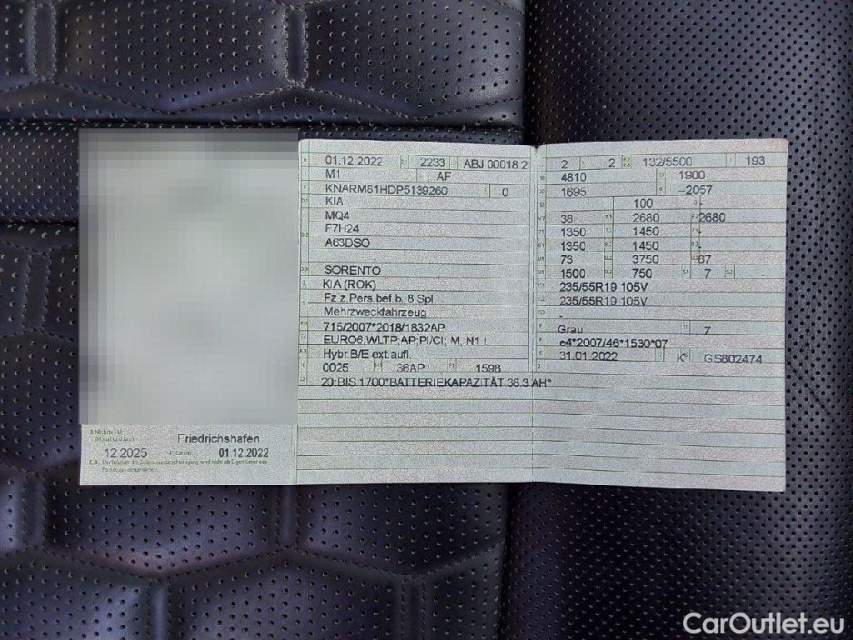 Friedrichshafen
12.2025
01.12.2022
01.12.2022 2233 ABJ 00018 2
M1 AF
KNARM81HDP5139260 0
KIA
MQ4
F7H24
A63DSO
SORENTO
KIA (ROK)
Fz.z.Pers.bef.b. 8 Spl
Mehrzweckfahrzeug
715/2007*2018/1832AP
EURO6,WLTP;AP;PI/CI; M, N1 I
Hybr.B/E ext.aufl.
0025 36AP 1598
20:BIS 1700*BATTERIEKAPAZITÄT:36.3 AH*
2 2 132/5500 193
4810 1900
1695 -2057
100 -
38 2680 2680
1350 1450 -
1350 1450 -
73 3750 67
1500 750 7 -
235/55R19 105V
235/55R19 105V
-
Grau 7
e4*2007/46*1530*07
31.01.2022 K GS802474
CarOutlet.eu